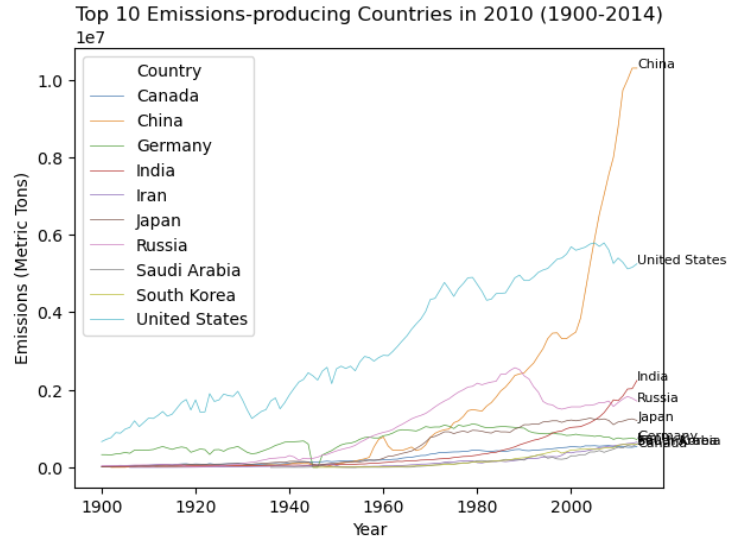 Top 10 Emissions-producing Countries in 2010 (1900-2014)
1e7
Country
Canada
China
Germany
India
Iran
Japan
Russia
Saudi Arabia
South Korea
United States
Emissions (Metric Tons)
1.0
0.8
0.6
0.4
0.2
0.0
China
United States
India
Russia
Japan
Germany
Canada
1900
1920
1940
1960
1980
2000
Year